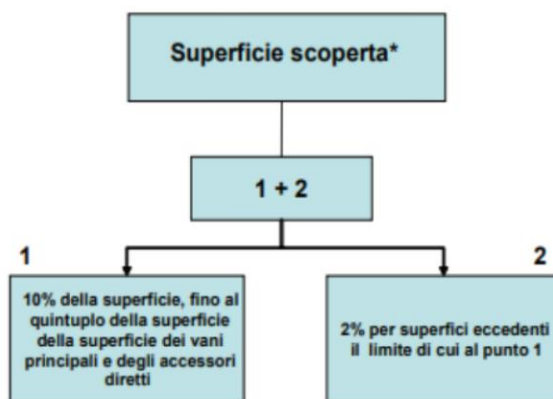 Superficie scoperta*
1 + 2
1
2
10% della superficie, fino al
quintuplo della superficie
della superficie dei vani
principali e degli accessori
diretti
2% per superfici eccedenti
il limite di cui al punto 1